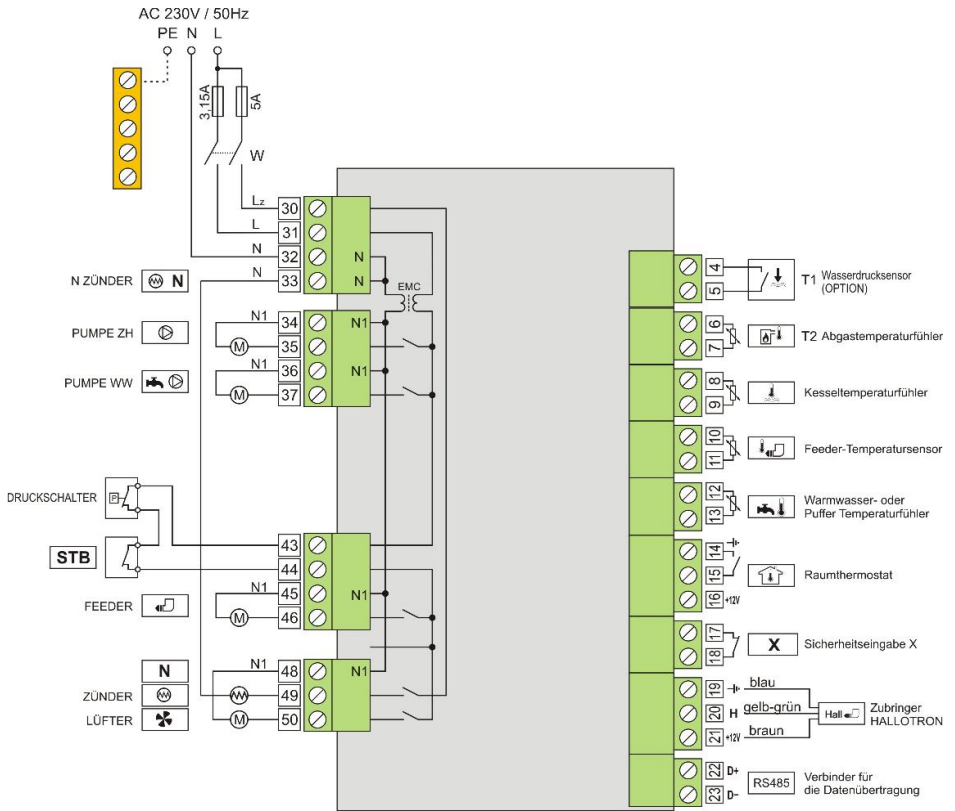 AC 230V / 50Hz
PE N L
3,15A
5A
W
Lz 30
L 31
N 32 N
N 33 N
EMC
N ZÜNDER N
N1 34 N1
PUMPE ZH
M 35
N1 36 N1
PUMPE WW
M 37
DRUCKSCHALTER P
43
STB
44
N1 45 N1
FEEDER
M 46
N
N1 48 N1
ZÜNDER
49
LÜFTER
M 50
4
5
T1 Wasserdrucksensor
(OPTION)
6
7
T2 Abgastemperaturfühler
8
9
Kesseltemperaturfühler
10
11
Feeder-Temperatursensor
12
13
Warmwasser- oder
Puffer Temperaturfühler
14
15
16 +12V
Raumthermostat
17
18
X Sicherheitseingabe X
19 blau
20 H gelb-grün
21 +12V braun
Hall
Zubringer
HALLOTRON
22 D+
23 D–
RS485
Verbinder für
die Datenübertragung